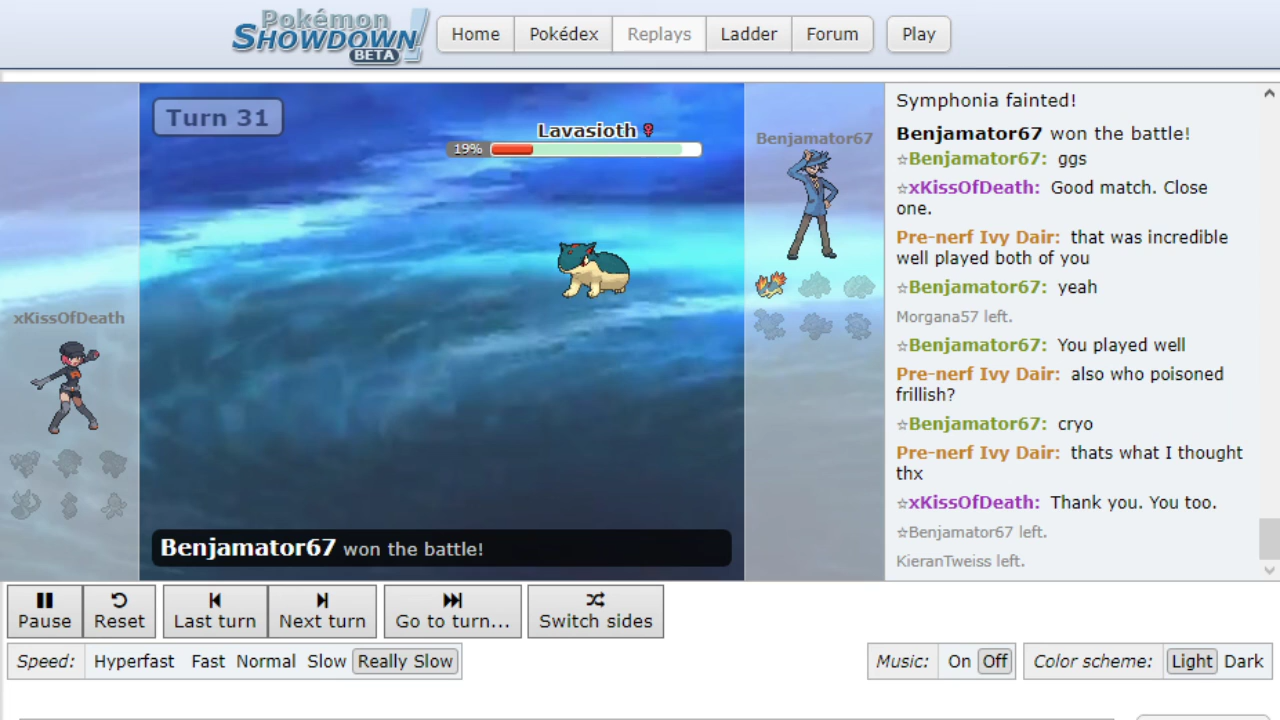 Pokémon
SHOWDOWN!
BETA
Home
Pokédex
Replays
Ladder
Forum
Play
Turn 31
Lavasioth
19%
Benjamator67
xKissOfDeath
Benjamator67 won the battle!
Symphonia fainted!
Benjamator67 won the battle!
☆Benjamator67: ggs
☆xKissOfDeath: Good match. Close
one.
Pre-nerf Ivy Dair: that was incredible
well played both of you
☆Benjamator67: yeah
Morgana57 left.
☆Benjamator67: You played well
Pre-nerf Ivy Dair: also who poisoned
frillish?
☆Benjamator67: cryo
Pre-nerf Ivy Dair: thats what I thought
thx
☆xKissOfDeath: Thank you. You too.
☆Benjamator67 left.
KieranTweiss left.
Pause
Reset
Last turn
Next turn
Go to turn...
Switch sides
Speed: Hyperfast Fast Normal Slow Really Slow
Music: On Off
Color scheme: Light Dark